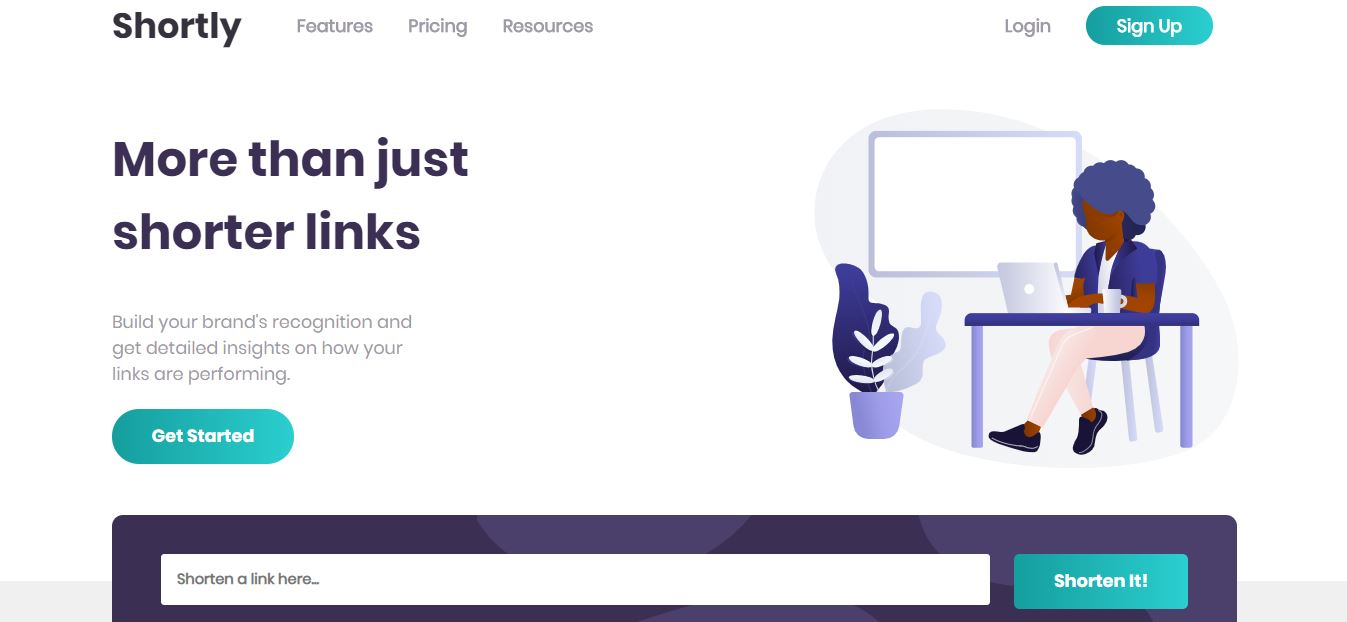 Shortly Features Pricing Resources Login Sign Up
More than just
shorter links
Build your brand's recognition and
get detailed insights on how your
links are performing.
Get Started
Shorten a link here... Shorten It!